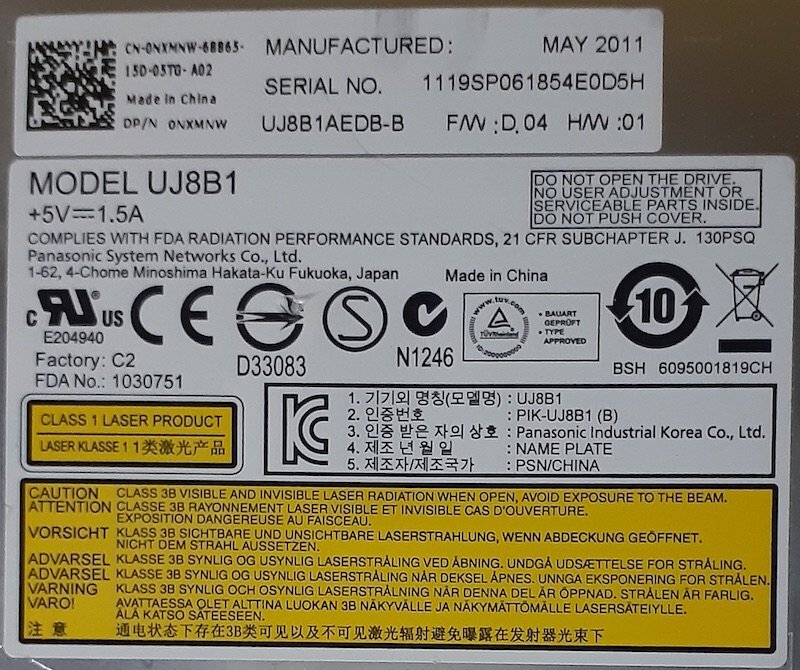 CN-0NXMNW-68865-
15D-05T0-A02
Made in China
DP/N 0NXMNW
MANUFACTURED: MAY 2011
SERIAL NO. 1119SP061854E0D5H
UJ8B1AEDB-B F/W :D.04 H/W :01
MODEL UJ8B1
+5V⎓1.5A
DO NOT OPEN THE DRIVE.
NO USER ADJUSTMENT OR
SERVICEABLE PARTS INSIDE.
DO NOT PUSH COVER.
COMPLIES WITH FDA RADIATION PERFORMANCE STANDARDS, 21 CFR SUBCHAPTER J. 130PSQ
Panasonic System Networks Co., Ltd.
1-62, 4-Chome Minoshima Hakata-Ku Fukuoka, Japan Made in China
c RU ® US
E204940
CE
D33083
S
N1246
www.tuv.com
TÜVRheinland
ID:2000000000
• BAUART
GEPRÜFT
• TYPE
APPROVED
10
BSH 6095001819CH
Factory: C2
FDA No.: 1030751
CLASS 1 LASER PRODUCT
LASER KLASSE 1 1类激光产品
1. 기기의 명칭(모델명) : UJ8B1
2. 인증번호 : PIK-UJ8B1 (B)
3. 인증 받은 자의 상호 : Panasonic Industrial Korea Co., Ltd.
4. 제조 년 월 일 : NAME PLATE
5. 제조자/제조국가 : PSN/CHINA
CAUTION CLASS 3B VISIBLE AND INVISIBLE LASER RADIATION WHEN OPEN, AVOID EXPOSURE TO THE BEAM.
ATTENTION CLASSE 3B RAYONNEMENT LASER VISIBLE ET INVISIBLE CAS D'OUVERTURE.
EXPOSITION DANGEREUSE AU FAISCEAU.
VORSICHT KLASS 3B SICHTBARE UND UNSICHTBARE LASERSTRAHLUNG, WENN ABDECKUNG GEÖFFNET.
NICHT DEM STRAHL AUSSETZEN.
ADVARSEL KLASSE 3B SYNLIG OG USYNLIG LASERSTRÅLING VED ÅBNING. UNDGÅ UDSÆTTELSE FOR STRÅLING.
ADVARSEL KLASSE 3B SYNLIG OG USYNLIG LASERSTRÅLING NÅR DEKSEL ÅPNES. UNNGA EKSPONERING FOR STRÅLEN.
VARNING KLASS 3B SYNLIG OCH OSYNLIG LASERSTRÅLNING NÄR DENNA DEL ÄR ÖPPNAD. STRÅLEN ÄR FARLIG.
VARO! AVATTAESSA OLET ALTTINA LUOKAN 3B NÄKYVÄLLE JA NÄKYMÄTTÖMÄLLE LASERSÄTEIYLLE.
ÄLÄ KATSO SÄTEESEEN.
注 意 通电状态下存在3B类可见以及不可见激光辐射避免曝露在发射器光束下